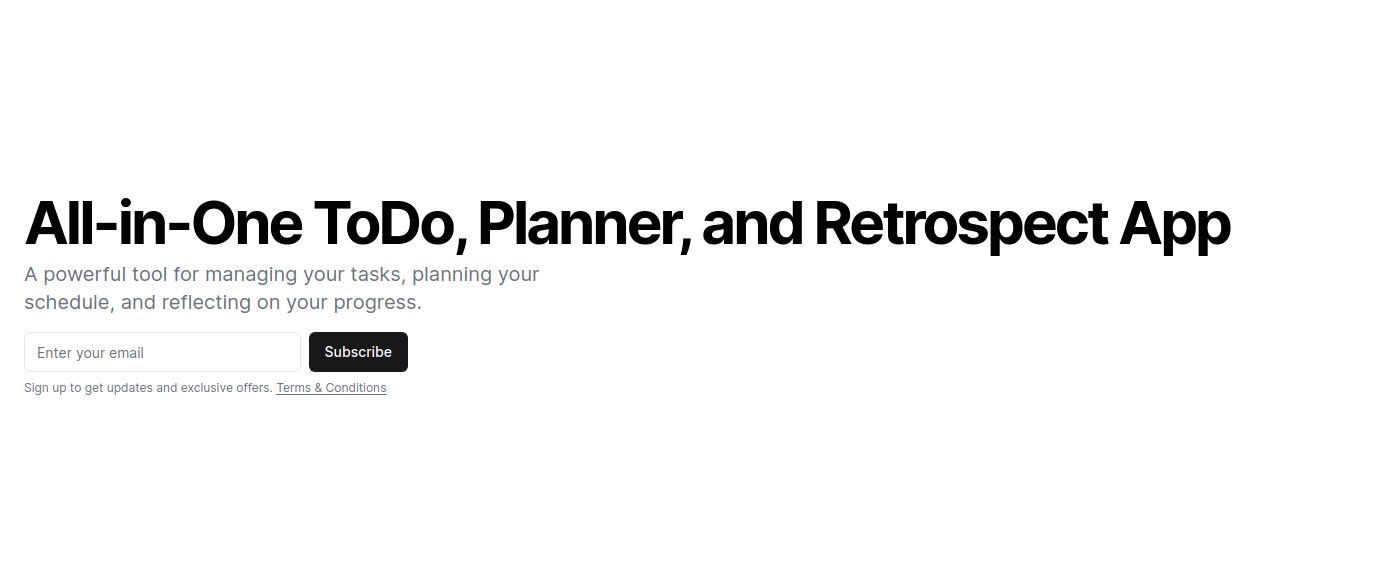 All-in-One ToDo, Planner, and Retrospect App
A powerful tool for managing your tasks, planning your
schedule, and reflecting on your progress.
Enter your email
Subscribe
Sign up to get updates and exclusive offers. Terms & Conditions